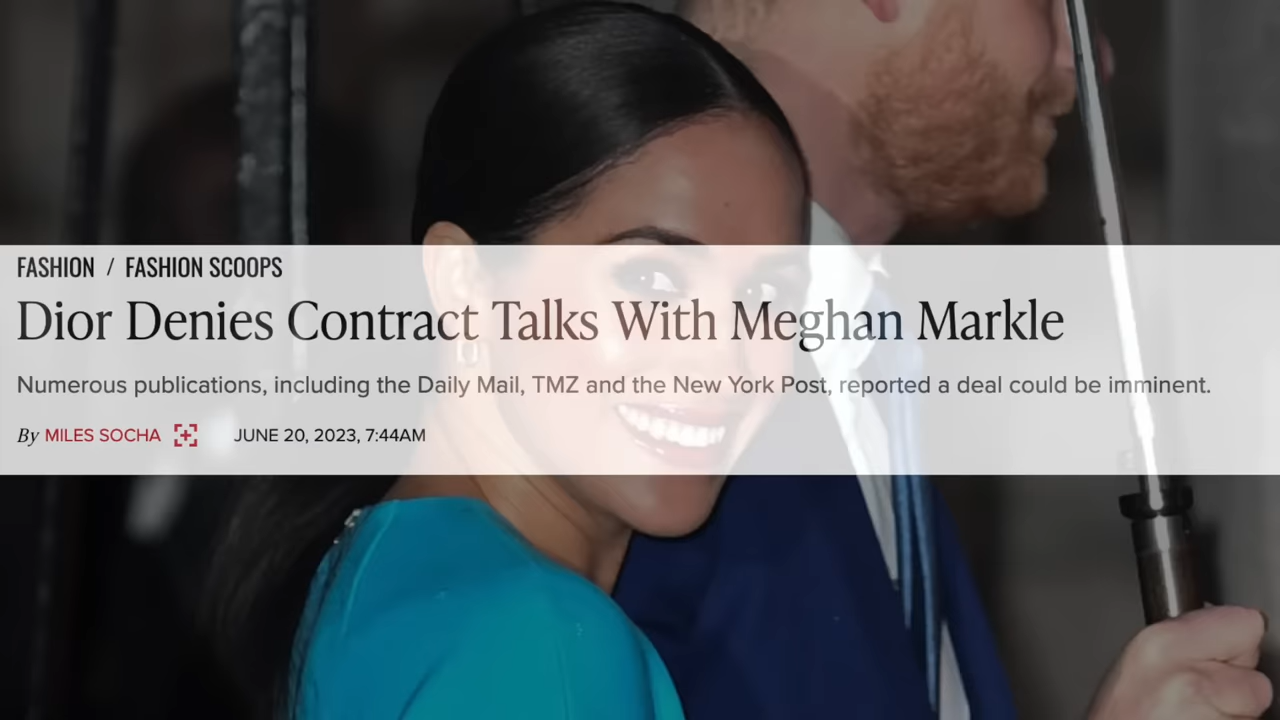 FASHION / FASHION SCOOPS
Dior Denies Contract Talks With Meghan Markle
Numerous publications, including the Daily Mail, TMZ and the New York Post, reported a deal could be imminent.
By MILES SOCHA JUNE 20, 2023, 7:44AM